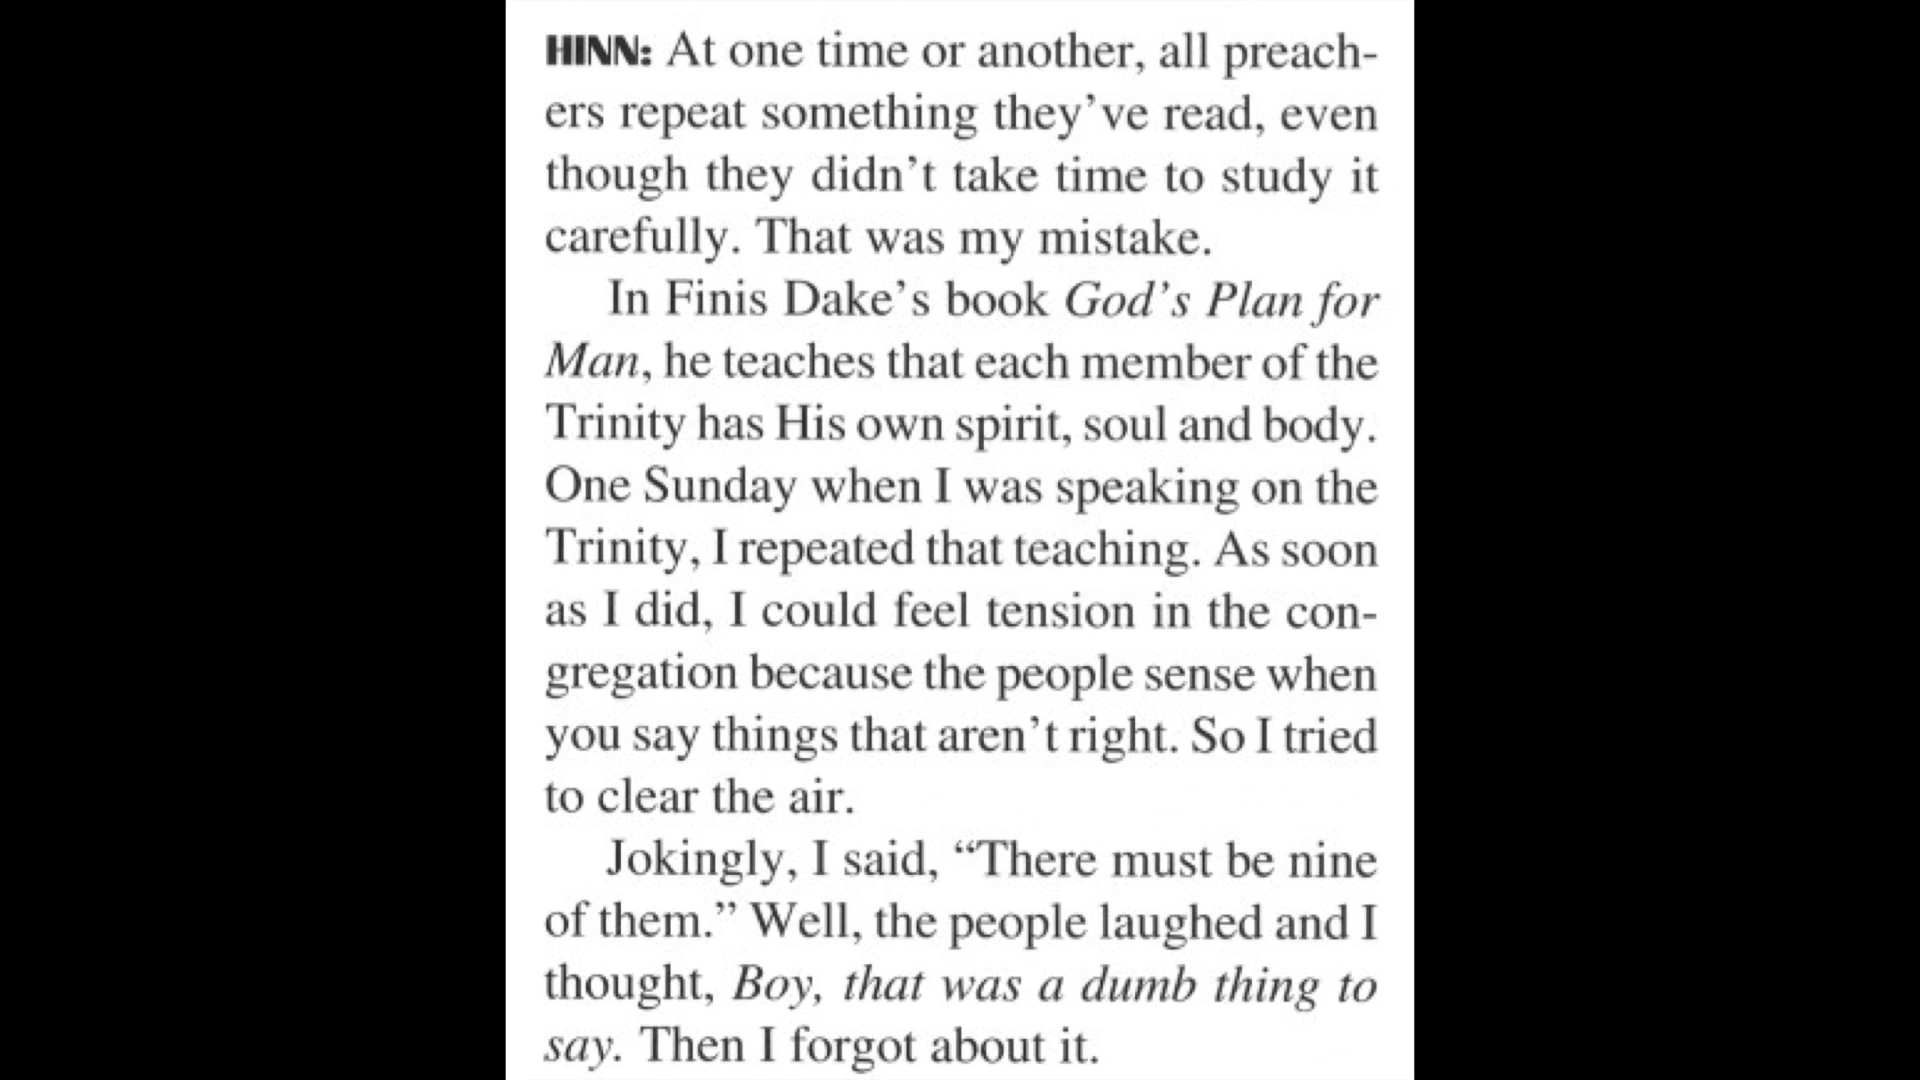 HINN: At one time or another, all preach-
ers repeat something they've read, even
though they didn't take time to study it
carefully. That was my mistake.
In Finis Dake's book God's Plan for
Man, he teaches that each member of the
Trinity has His own spirit, soul and body.
One Sunday when I was speaking on the
Trinity, I repeated that teaching. As soon
as I did, I could feel tension in the con-
gregation because the people sense when
you say things that aren't right. So I tried
to clear the air.
Jokingly, I said, “There must be nine
of them.” Well, the people laughed and I
thought, Boy, that was a dumb thing to
say. Then I forgot about it.